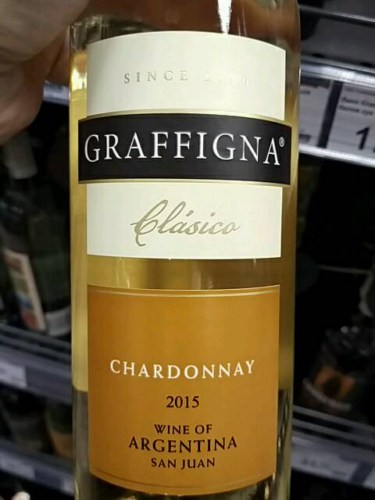 SINCE
GRAFFIGNA®
Clásico
CHARDONNAY
2015
WINE OF
ARGENTINA
SAN JUAN